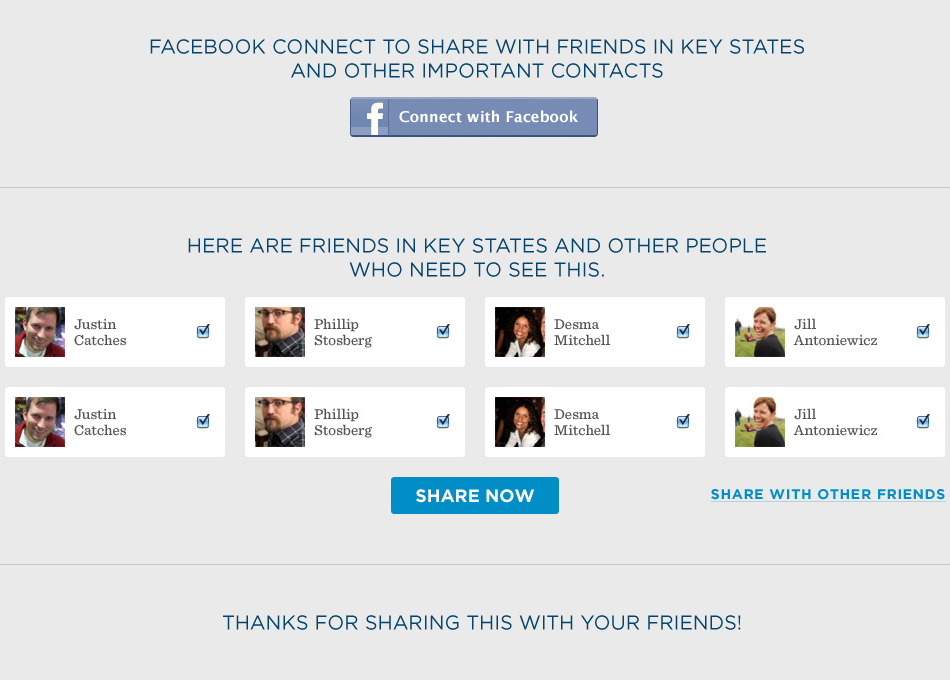 FACEBOOK CONNECT TO SHARE WITH FRIENDS IN KEY STATES
AND OTHER IMPORTANT CONTACTS
f Connect with Facebook
HERE ARE FRIENDS IN KEY STATES AND OTHER PEOPLE
WHO NEED TO SEE THIS.
Justin
Catches
Phillip
Stosberg
Desma
Mitchell
Jill
Antoniewicz
Justin
Catches
Phillip
Stosberg
Desma
Mitchell
Jill
Antoniewicz
SHARE NOW
SHARE WITH OTHER FRIENDS
THANKS FOR SHARING THIS WITH YOUR FRIENDS!